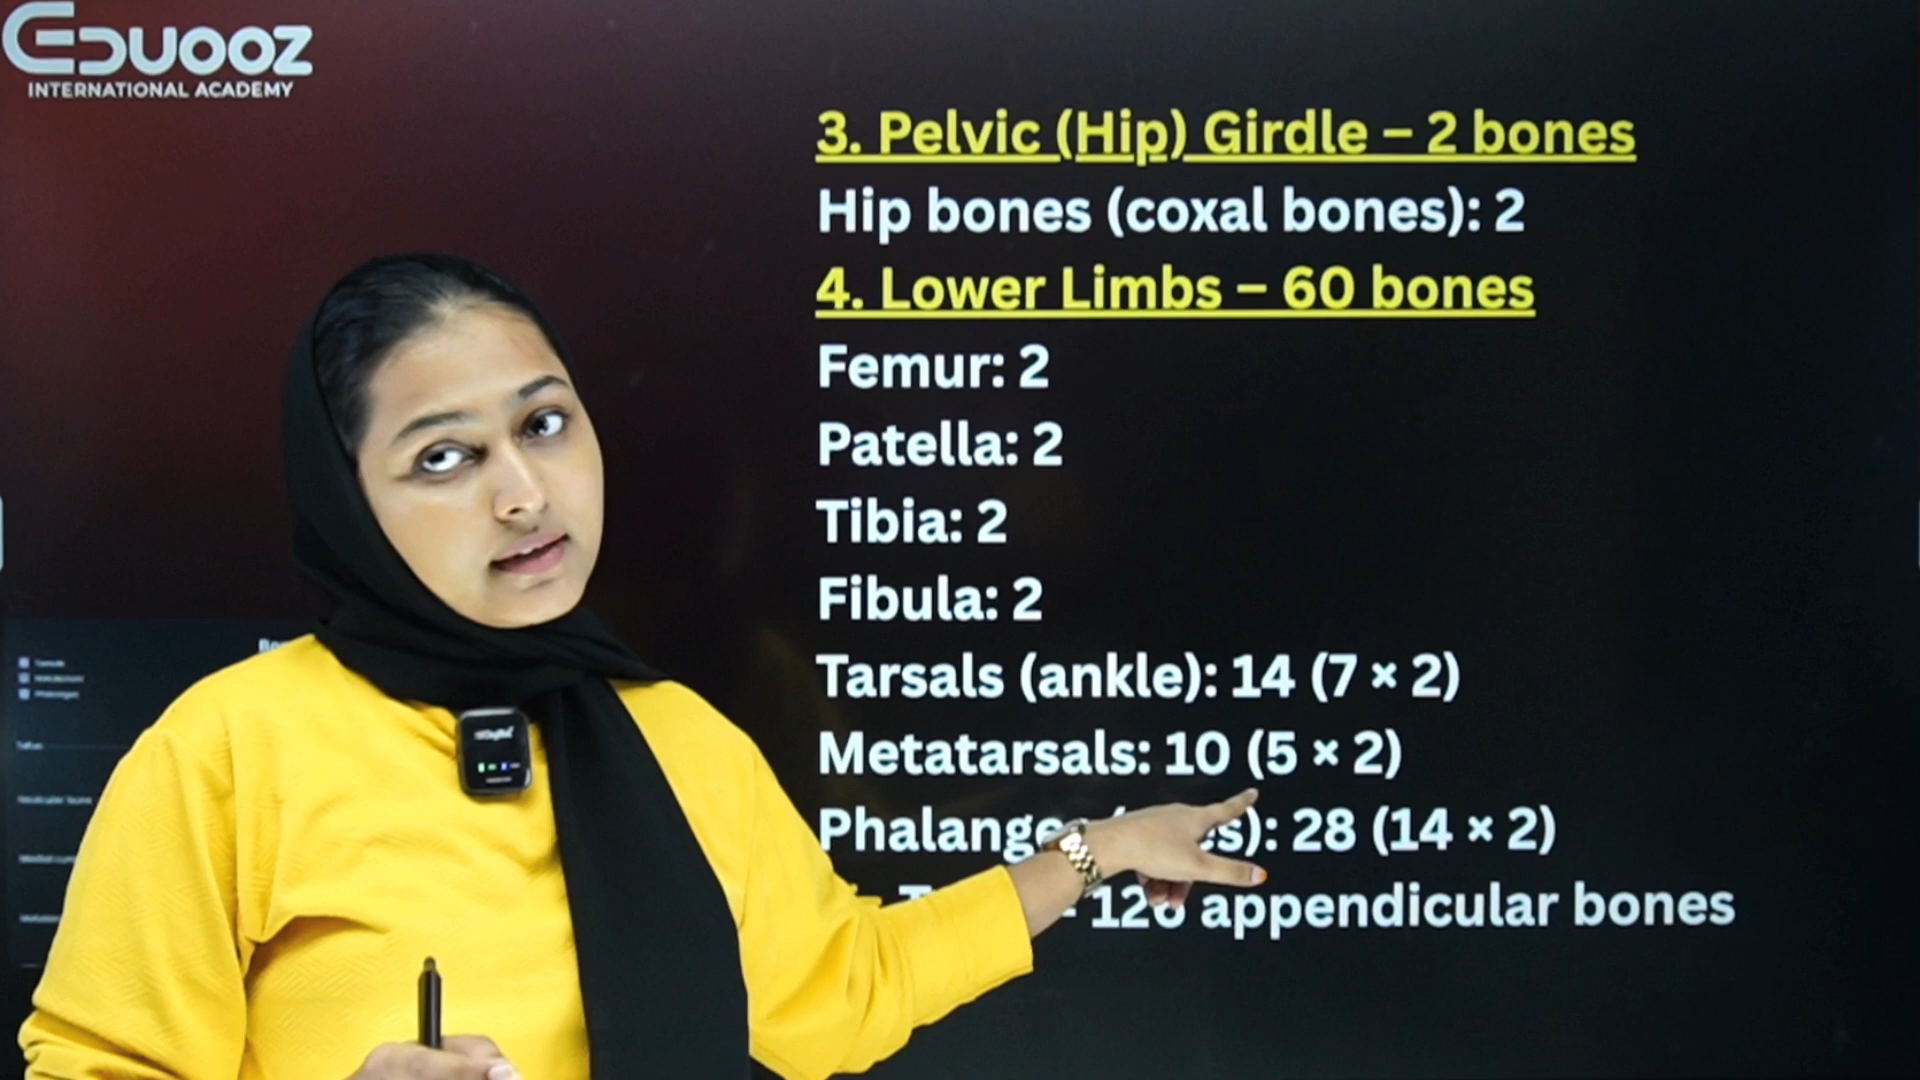 EDUOOZ
INTERNATIONAL ACADEMY
3. Pelvic (Hip) Girdle – 2 bones
Hip bones (coxal bones): 2
4. Lower Limbs – 60 bones
Femur: 2
Patella: 2
Tibia: 2
Fibula: 2
Tarsals (ankle): 14 (7 × 2)
Metatarsals: 10 (5 × 2)
28 (14 × 2)
126 appendicular bones